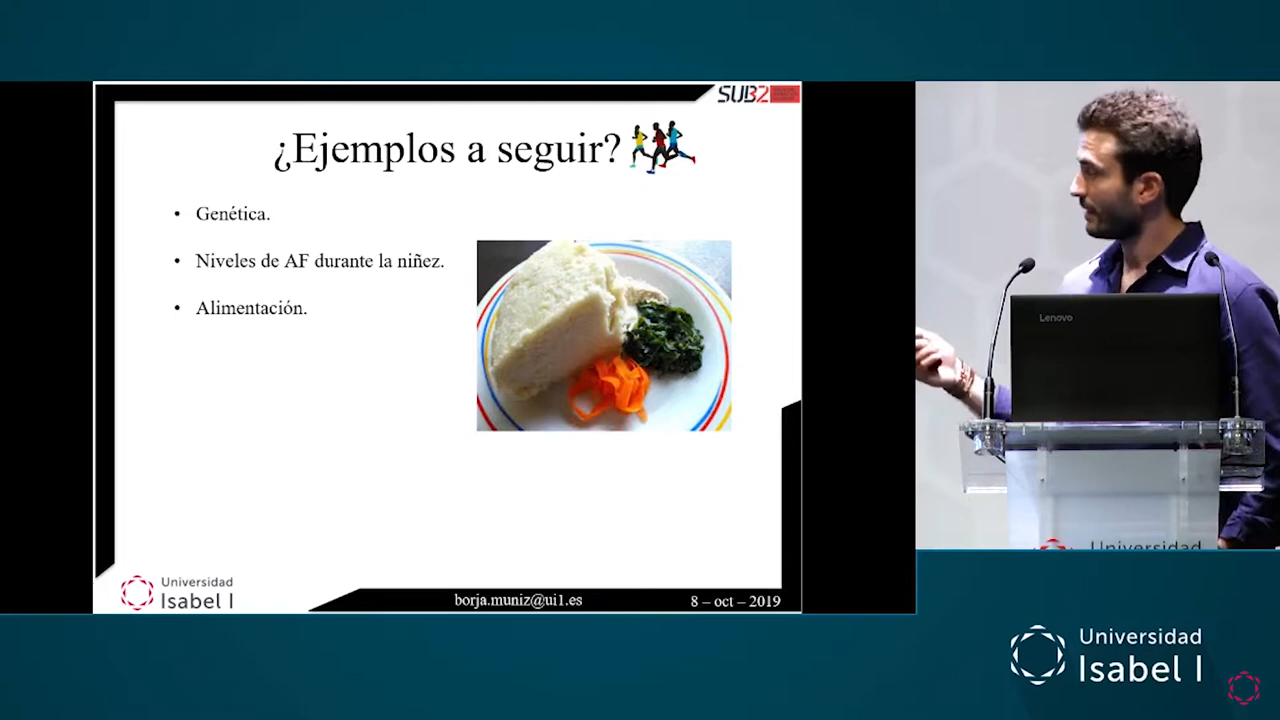 SUB2
¿Ejemplos a seguir?
• Genética.
• Niveles de AF durante la niñez.
• Alimentación.
Universidad
Isabel I
borja.muniz@ui1.es
8 – oct – 2019
Lenovo
Universidad
Universidad
Isabel I